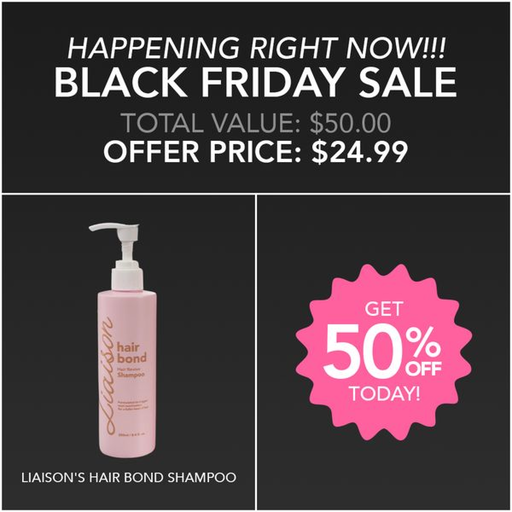 HAPPENING RIGHT NOW!!!
BLACK FRIDAY SALE
TOTAL VALUE: $50.00
OFFER PRICE: $24.99
Liaison
hair
bond
Shampoo
LIAISON'S HAIR BOND SHAMPOO
GET
50% OFF
TODAY!